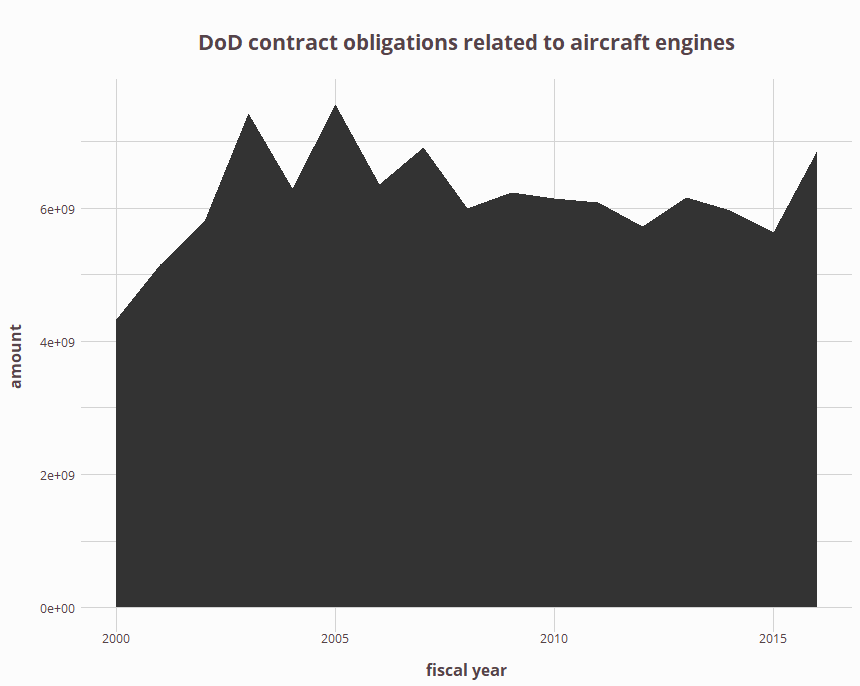 DoD contract obligations related to aircraft engines
amount
6e+09
4e+09
2e+09
0e+00
2000 2005 2010 2015
fiscal year